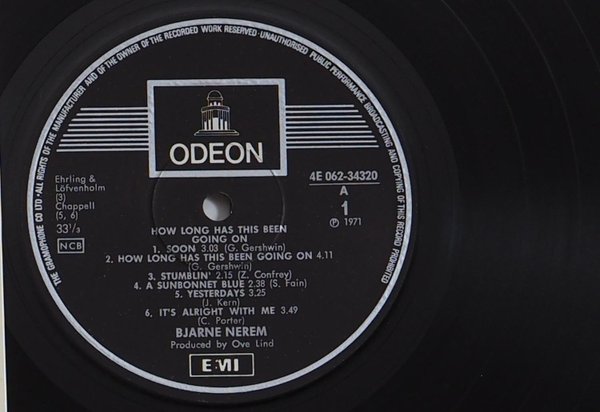 THE GRAMOPHONE CO LTD · ALL RIGHTS OF THE MANUFACTURER AND OF THE OWNER OF THE RECORDED WORK RESERVED · UNAUTHORISED PUBLIC PERFORMANCE BROADCASTING AND COPYING OF THIS RECORD PROHIBITED
ODEON
Ehrling &
Löfvenholm
(3)
Chappell
(5, 6)
33⅓
NCB
4E 062-34320
A
1
℗ 1971
HOW LONG HAS THIS BEEN
GOING ON
1. SOON 3.03 (G. Gershwin)
2. HOW LONG HAS THIS BEEN GOING ON 4.11
(G. Gershwin)
3. STUMBLIN' 2.15 (Z. Confrey)
4. A SUNBONNET BLUE 2.38 (S. Fain)
5. YESTERDAYS 3.25
(J. Kern)
6. IT'S ALRIGHT WITH ME 3.49
(C. Porter)
BJARNE NEREM
Produced by Ove Lind
EMI